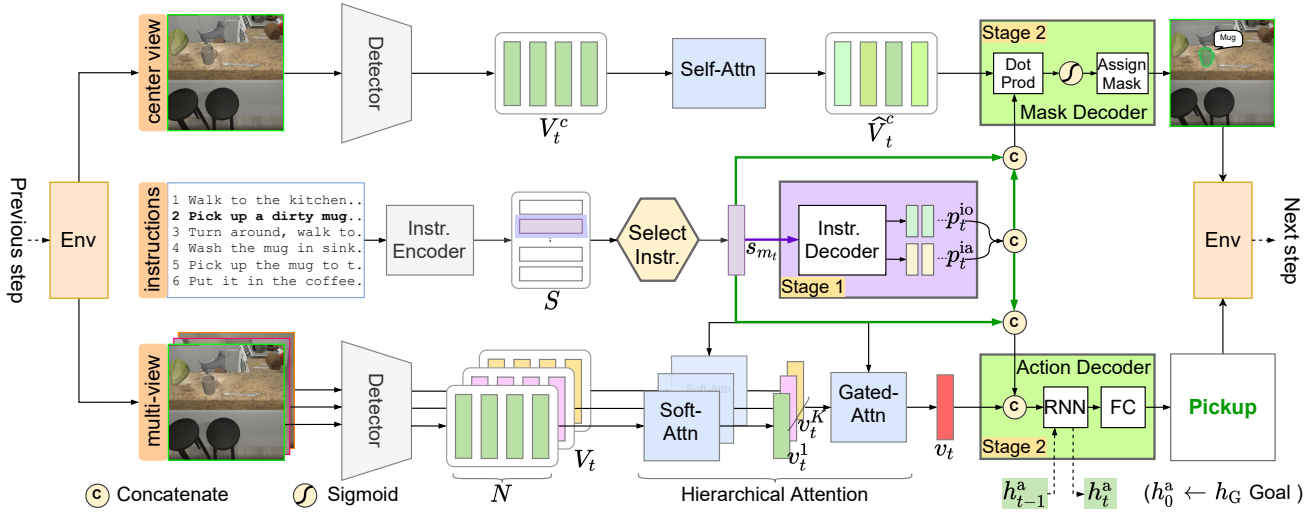 center view
Detector
V_t^c
Self-Attn
\widehat{V}_t^c
Stage 2
Dot Prod
Assign Mask
Mask Decoder
Mug
Previous step
Env
instructions
1 Walk to the kitchen..
2 Pick up a dirty mug..
3 Turn around, walk to.
4 Wash the mug in sink.
5 Pick up the mug to t.
6 Put it in the coffee.
Instr. Encoder
S
Select Instr.
s_{m_t}
Instr. Decoder
Stage 1
...p_t^{io}
...p_t^{ia}
C
C
C
Env
Next step
multi-view
Detector
N
V_t
Soft-Attn
Soft-Attn
v_t^1
v_t^K
Gated-Attn
v_t
Hierarchical Attention
Action Decoder
C
RNN
FC
Stage 2
Pickup
h_{t-1}^a
h_t^a
(h_0^a ← h_G Goal )
C Concatenate
Sigmoid